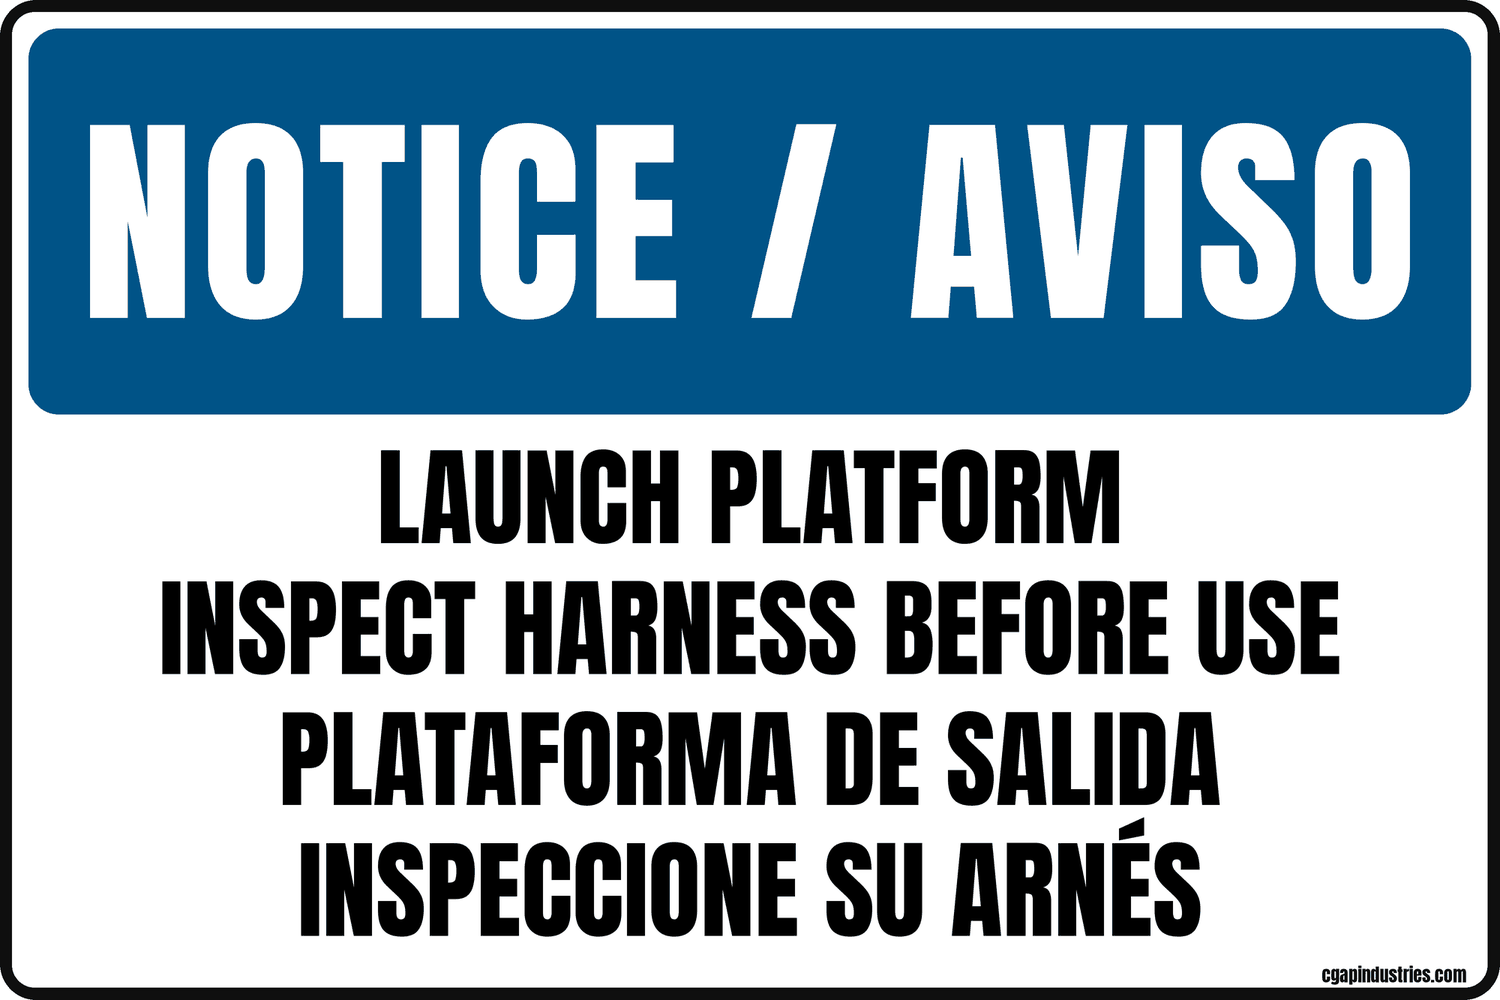 NOTICE / AVISO
LAUNCH PLATFORM
INSPECT HARNESS BEFORE USE
PLATAFORMA DE SALIDA
INSPECCIONE SU ARNÉS
cgapindustries.com